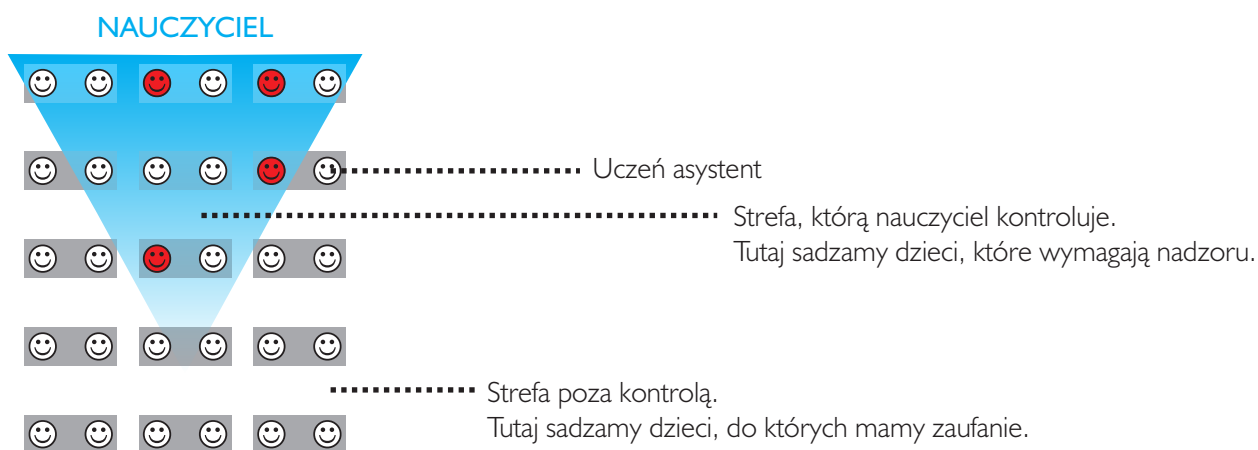 NAUCZYCIEL
Uczeń asystent
Strefa, którą nauczyciel kontroluje.
Tutaj sadzamy dzieci, które wymagają nadzoru.
Strefa poza kontrolą.
Tutaj sadzamy dzieci, do których mamy zaufanie.